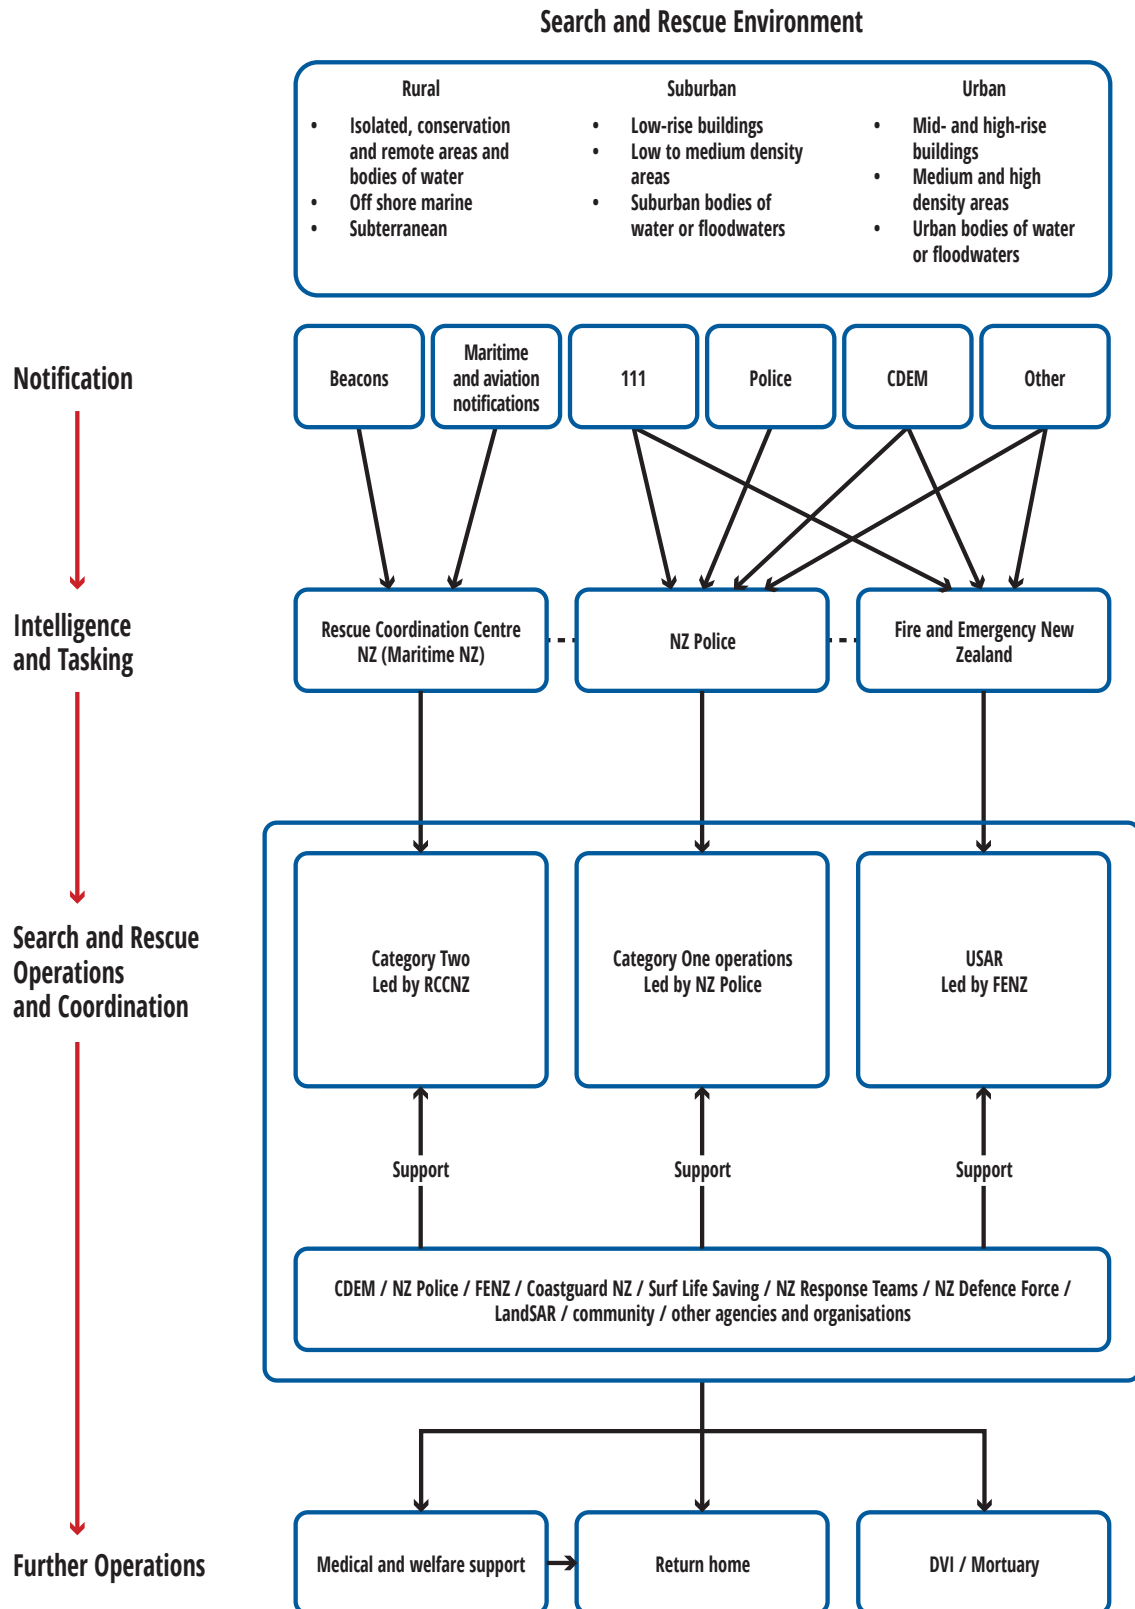 Search and Rescue Environment
Rural
• Isolated, conservation
and remote areas and
bodies of water
• Off shore marine
• Subterranean
Suburban
• Low-rise buildings
• Low to medium density
areas
• Suburban bodies of
water or floodwaters
Urban
• Mid- and high-rise
buildings
• Medium and high
density areas
• Urban bodies of water
or floodwaters
Notification
Beacons
Maritime
and aviation
notifications
111
Police
CDEM
Other
Intelligence
and Tasking
Rescue Coordination Centre
NZ (Maritime NZ)
NZ Police
Fire and Emergency New
Zealand
Search and Rescue
Operations
and Coordination
Category Two
Led by RCCNZ
Category One operations
Led by NZ Police
USAR
Led by FENZ
Support
Support
Support
CDEM / NZ Police / FENZ / Coastguard NZ / Surf Life Saving / NZ Response Teams / NZ Defence Force /
LandSAR / community / other agencies and organisations
Further Operations
Medical and welfare support
Return home
DVI / Mortuary